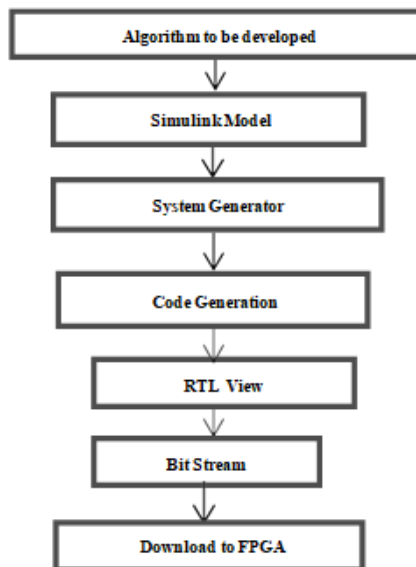 Algorithm to be developed
Simulink Model
System Generator
Code Generation
RTL View
Bit Stream
Download to FPGA